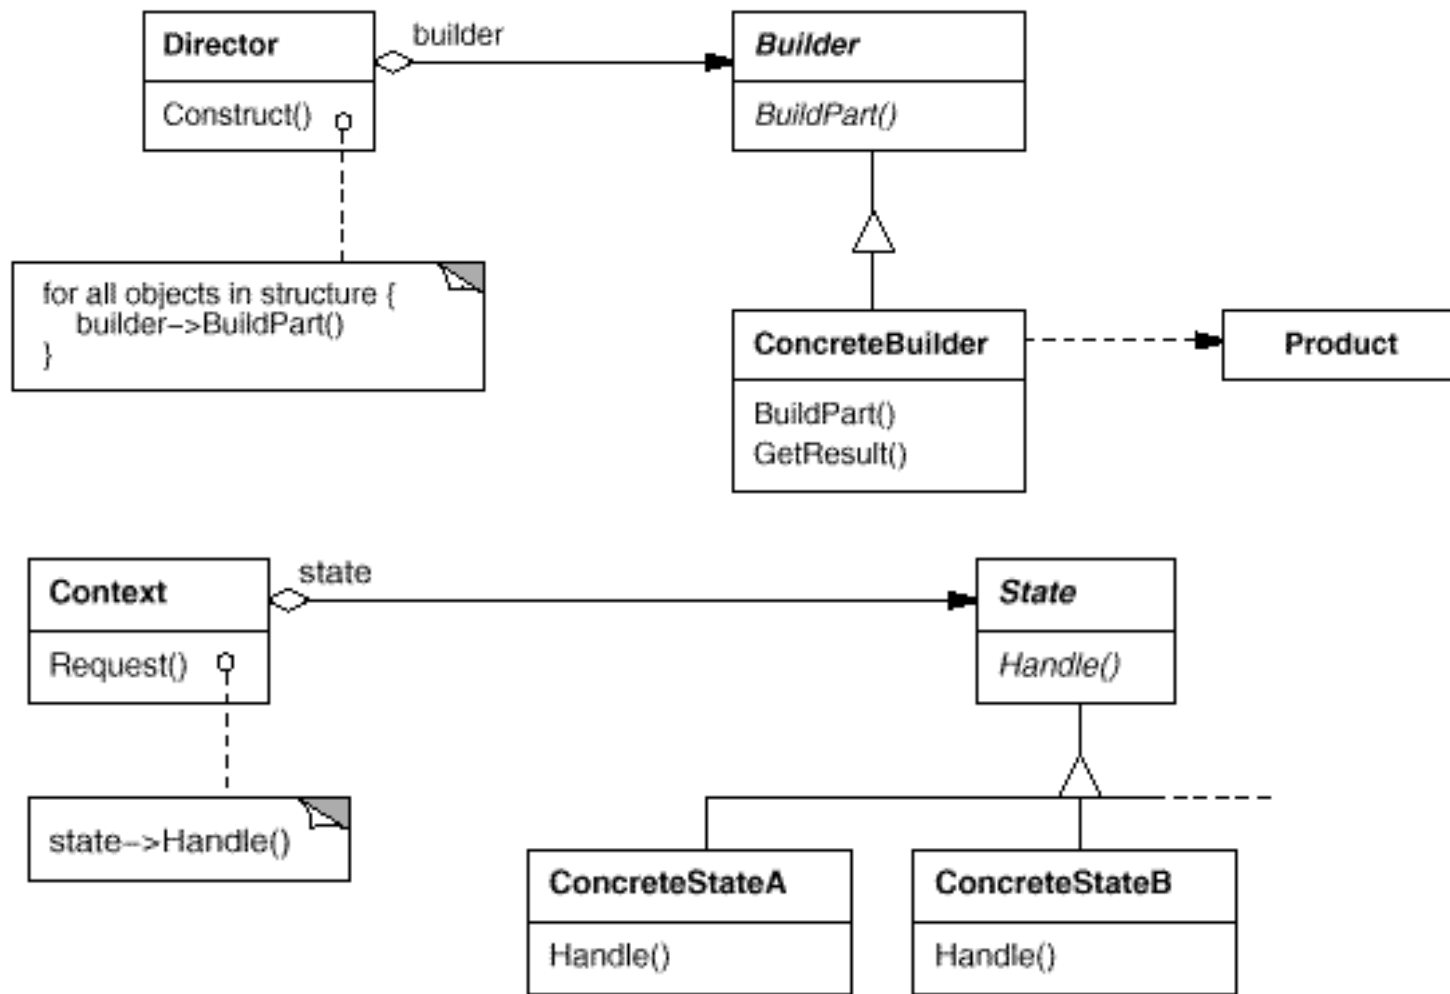 Director
builder
Builder
Construct()
BuildPart()
for all objects in structure {
builder->BuildPart()
}
ConcreteBuilder
Product
BuildPart()
GetResult()
Context
state
State
Request()
Handle()
state->Handle()
ConcreteStateA
ConcreteStateB
Handle()
Handle()